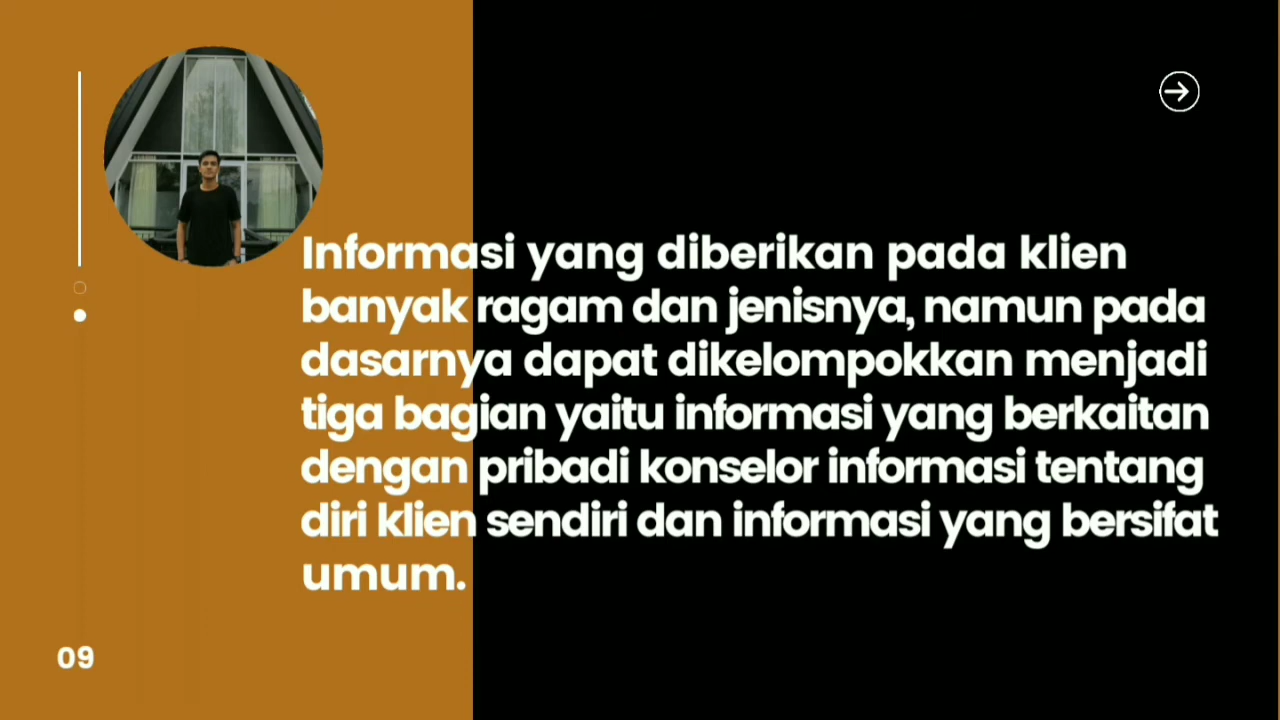 Informasi yang diberikan pada klien
banyak ragam dan jenisnya, namun pada
dasarnya dapat dikelompokkan menjadi
tiga bagian yaitu informasi yang berkaitan
dengan pribadi konselor informasi tentang
diri klien sendiri dan informasi yang bersifat
umum.
09